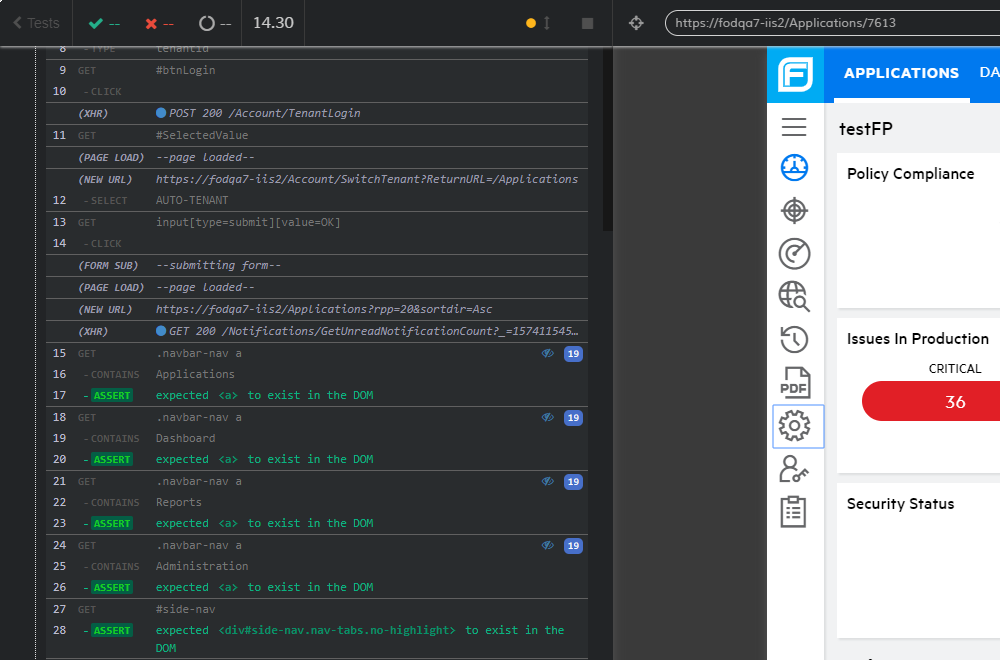 Tests
--
--
--
14.30
https://fodqa7-iis2/Applications/7613
8 - TYPE tenantId
9 GET #btnLogin
10 - CLICK
(XHR) POST 200 /Account/TenantLogin
11 GET #SelectedValue
(PAGE LOAD) --page loaded--
(NEW URL) https://fodqa7-iis2/Account/SwitchTenant?ReturnURL=/Applications
12 - SELECT AUTO-TENANT
13 GET input[type=submit][value=OK]
14 - CLICK
(FORM SUB) --submitting form--
(PAGE LOAD) --page loaded--
(NEW URL) https://fodqa7-iis2/Applications?rpp=20&sortdir=Asc
(XHR) GET 200 /Notifications/GetUnreadNotificationCount?_=157411545…
15 GET .navbar-nav a 19
16 - CONTAINS Applications
17 - ASSERT expected <a> to exist in the DOM
18 GET .navbar-nav a 19
19 - CONTAINS Dashboard
20 - ASSERT expected <a> to exist in the DOM
21 GET .navbar-nav a 19
22 - CONTAINS Reports
23 - ASSERT expected <a> to exist in the DOM
24 GET .navbar-nav a 19
25 - CONTAINS Administration
26 - ASSERT expected <a> to exist in the DOM
27 GET #side-nav
28 - ASSERT expected <div#side-nav.nav-tabs.no-highlight> to exist in the
DOM
F
APPLICATIONS DA
testFP
Policy Compliance
Issues In Production
CRITICAL
36
PDF
Security Status